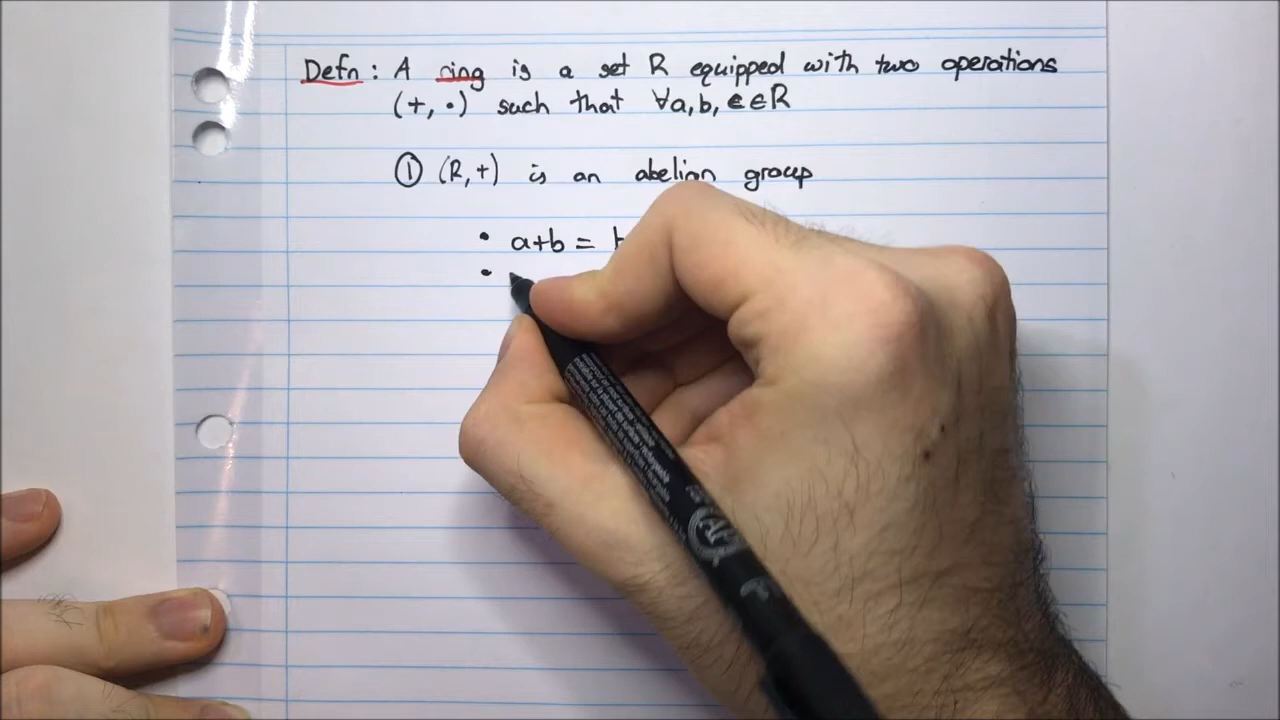 Defn: A ring is a set R equipped with two operations
(+, •) such that ∀a,b, c∈R
① (R,+) is an abelian group
• a+b =
•